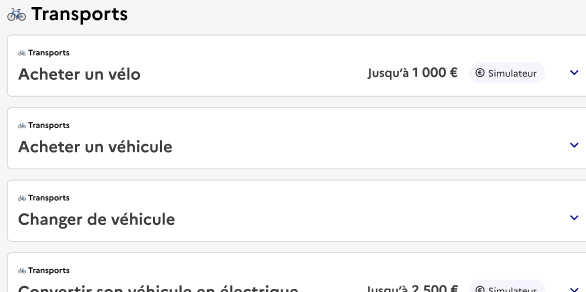 Transports
Transports
Acheter un vélo
Jusqu'à 1 000 € Simulateur
Transports
Acheter un véhicule
Transports
Changer de véhicule
Transports
Convertir son véhicule en électrique
Jusqu'à 2 500 € Simulateur